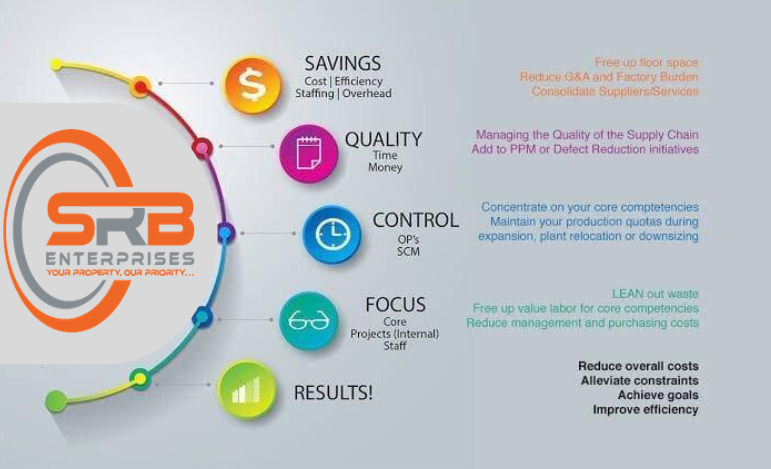 SRB
ENTERPRISES
YOUR PROPERTY, OUR PRIORITY...
SAVINGS
Cost | Efficiency
Staffing | Overhead
Free up floor space
Reduce G&A and Factory Burden
Consolidate Suppliers/Services
QUALITY
Time
Money
Managing the Quality of the Supply Chain
Add to PPM or Defect Reduction initiatives
CONTROL
OP's
SCM
Concentrate on your core competencies
Maintain your production quotas during
expansion, plant relocation or downsizing
FOCUS
Core
Projects (Internal)
Staff
LEAN out waste
Free up value labor for core competencies
Reduce management and purchasing costs
RESULTS!
Reduce overall costs
Alleviate constraints
Achieve goals
Improve efficiency